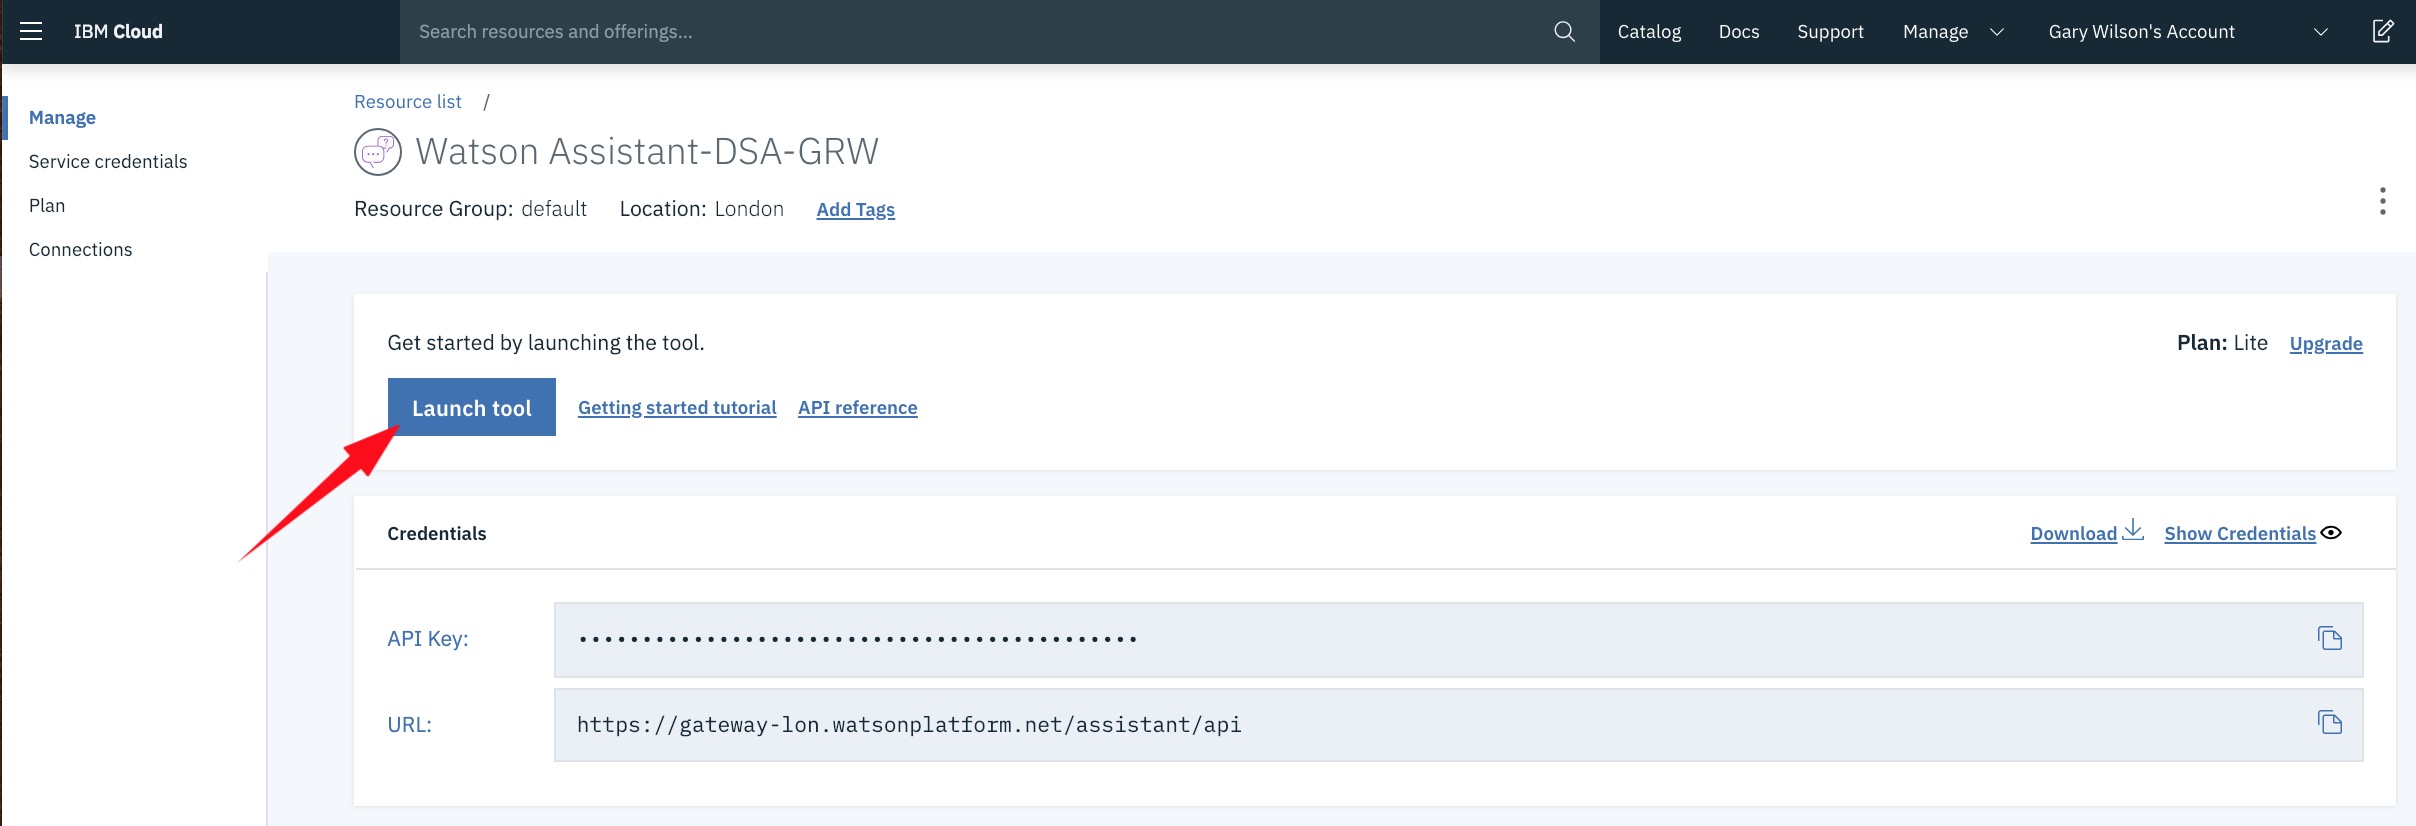 IBM Cloud
Search resources and offerings...
Catalog
Docs
Support
Manage
Gary Wilson's Account
Manage
Service credentials
Plan
Connections
Resource list /
Watson Assistant-DSA-GRW
Resource Group: default Location: London Add Tags
Get started by launching the tool.
Plan: Lite Upgrade
Launch tool Getting started tutorial API reference
Credentials
Download Show Credentials
API Key: ••••••••••••••••••••••••••••••••••••••••••••
URL: https://gateway-lon.watsonplatform.net/assistant/api